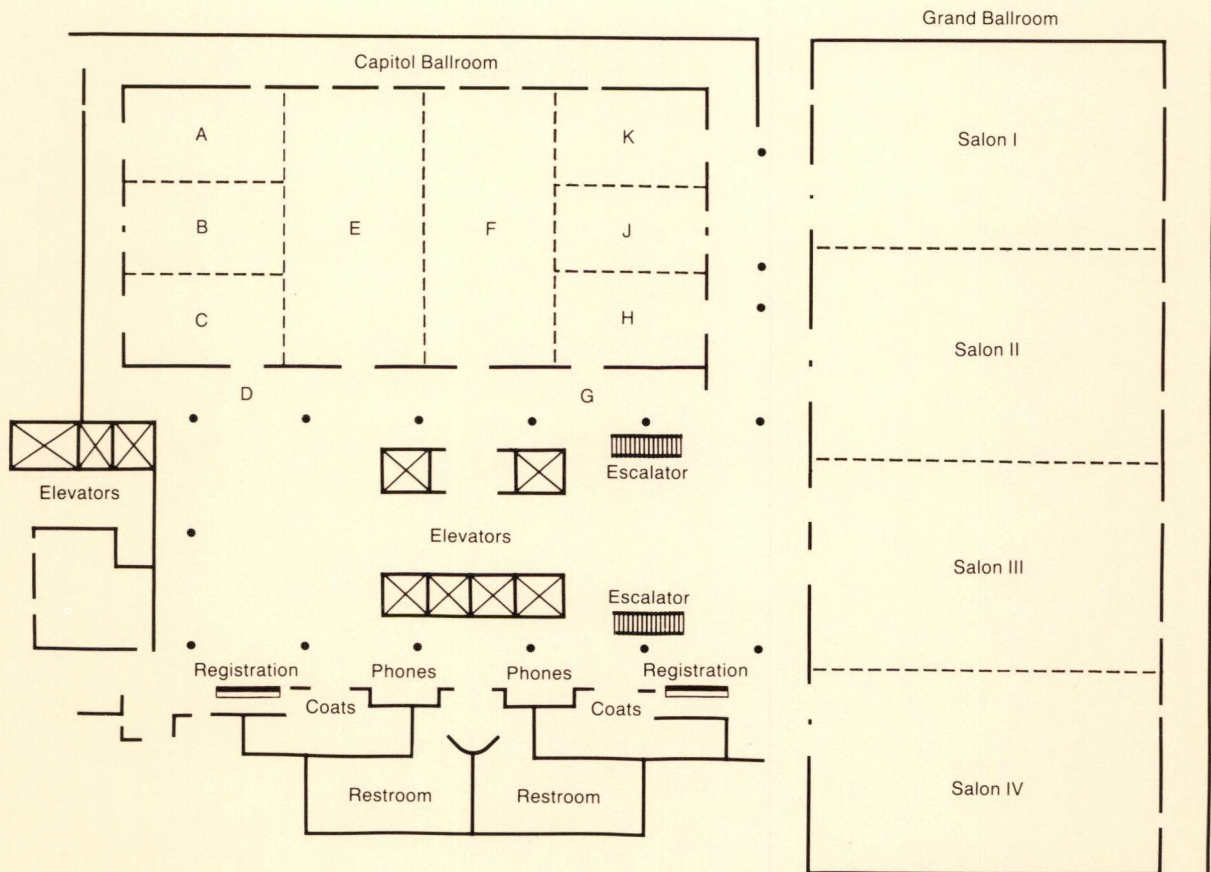 Grand Ballroom
Capitol Ballroom
A
K
Salon I
B
E
F
J
C
H
Salon II
D
G
Escalator
Elevators
Elevators
Salon III
Escalator
Registration
Phones
Phones
Registration
Coats
Coats
Restroom
Restroom
Salon IV